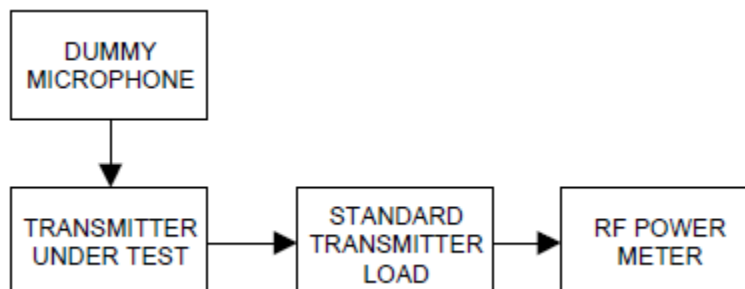 DUMMY
MICROPHONE
TRANSMITTER
UNDER TEST
STANDARD
TRANSMITTER
LOAD
RF POWER
METER